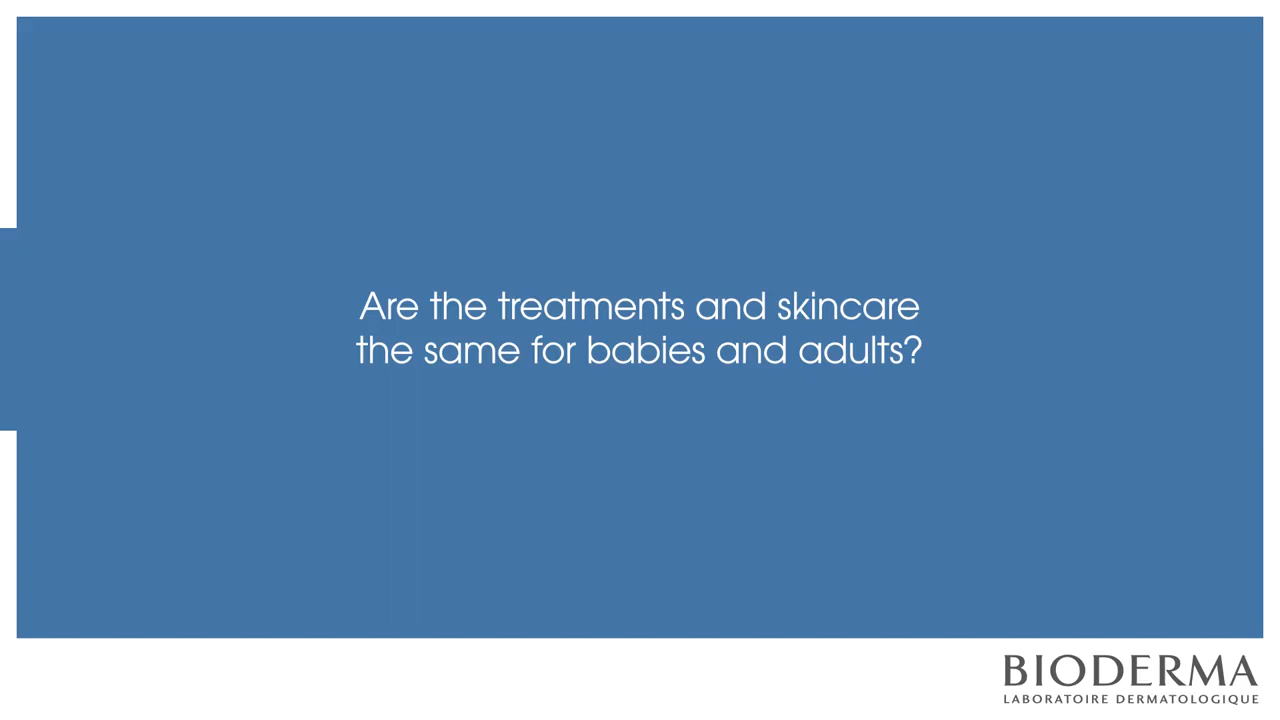 Are the treatments and skincare
the same for babies and adults?
BIODERMA
LABORATOIRE DERMATOLOGIQUE